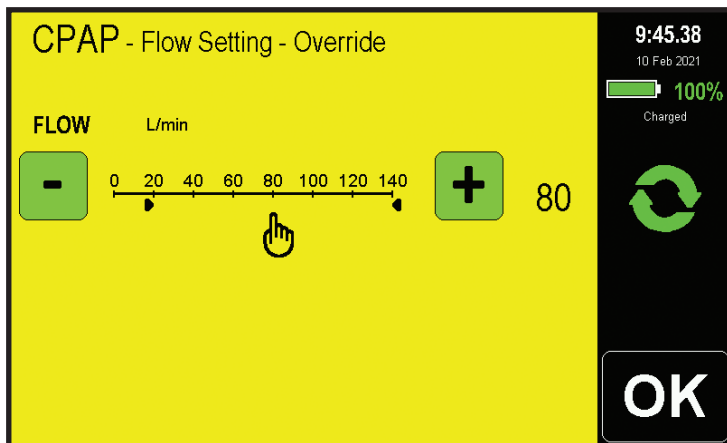 CPAP - Flow Setting - Override
FLOW L/min
-
0 20 40 60 80 100 120 140
+
80
9:45.38
10 Feb 2021
100%
Charged
OK